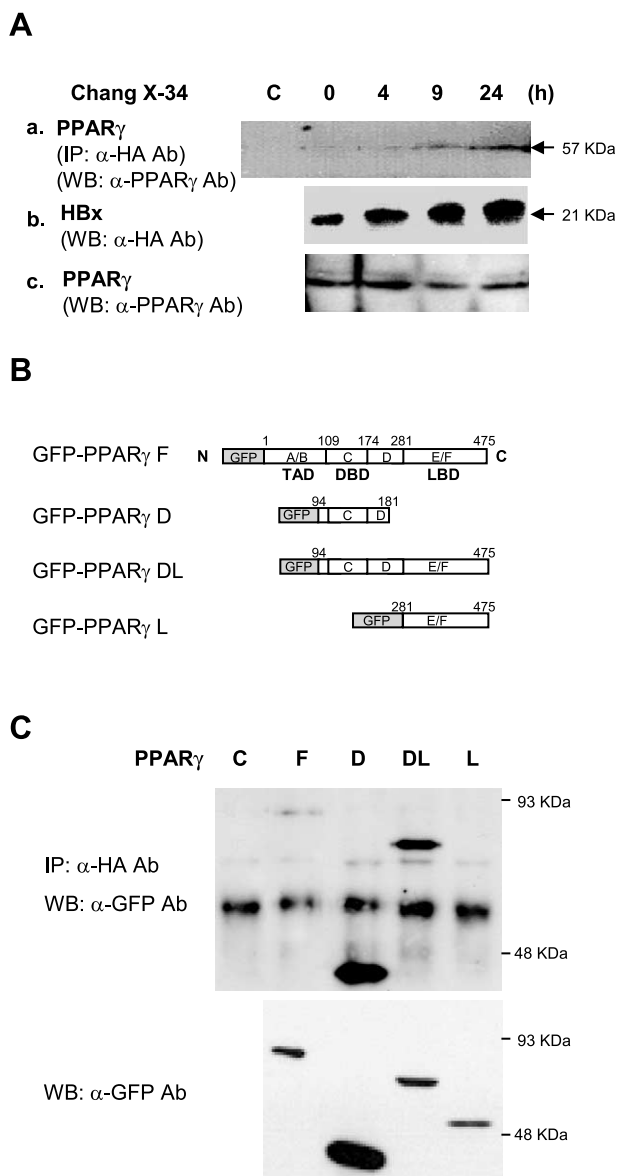 A
Chang X-34 C 0 4 9 24 (h)
a. PPARγ
(IP: α-HA Ab)
(WB: α-PPARγ Ab)
57 KDa
b. HBx
(WB: α-HA Ab)
21 KDa
c. PPARγ
(WB: α-PPARγ Ab)
B
1 109 174 281 475
GFP-PPARγ F N GFP A/B C D E/F C
TAD DBD LBD
94 181
GFP-PPARγ D GFP C D
94 475
GFP-PPARγ DL GFP C D E/F
281 475
GFP-PPARγ L GFP E/F
C
PPARγ C F D DL L
93 KDa
IP: α-HA Ab
WB: α-GFP Ab
48 KDa
93 KDa
WB: α-GFP Ab
48 KDa